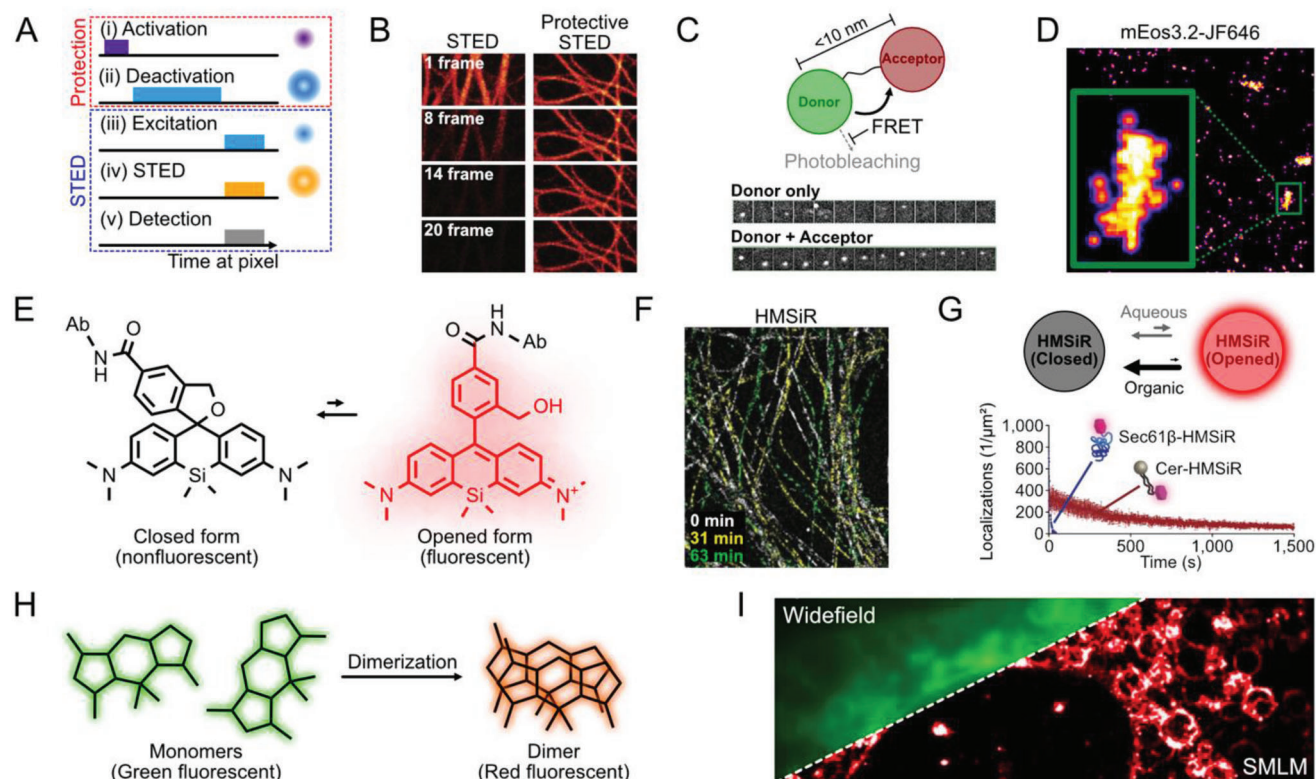 A
Protection
STED
(i) Activation
(ii) Deactivation
(iii) Excitation
(iv) STED
(v) Detection
Time at pixel
B
STED
Protective
STED
1 frame
8 frame
14 frame
20 frame
C
<10 nm
Acceptor
Donor
FRET
Photobleaching
Donor only
Donor + Acceptor
D
mEos3.2-JF646
E
Ab
N
H
O
O
Si
N
N
Closed form
(nonfluorescent)
O
H
N
Ab
OH
N
Si
N+
Opened form
(fluorescent)
F
HMSiR
0 min
31 min
63 min
G
HMSiR
(Closed)
Aqueous
Organic
HMSiR
(Opened)
Localizations (1/μm²)
1,000
800
600
400
200
0
Sec61β-HMSiR
Cer-HMSiR
0
500
1,000
1,500
Time (s)
H
Monomers
(Green fluorescent)
Dimerization
Dimer
(Red fluorescent)
I
Widefield
SMLM